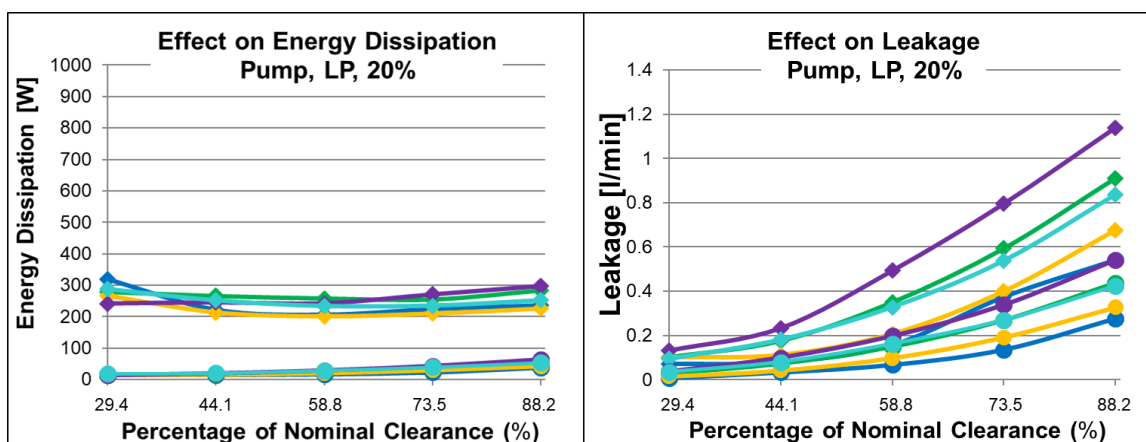 Effect on Energy Dissipation
Pump, LP, 20%
Energy Dissipation [W]
1000
900
800
700
600
500
400
300
200
100
0
29.4 44.1 58.8 73.5 88.2
Percentage of Nominal Clearance (%)
Effect on Leakage
Pump, LP, 20%
Leakage [l/min]
1.4
1.2
1
0.8
0.6
0.4
0.2
0
29.4 44.1 58.8 73.5 88.2
Percentage of Nominal Clearance (%)